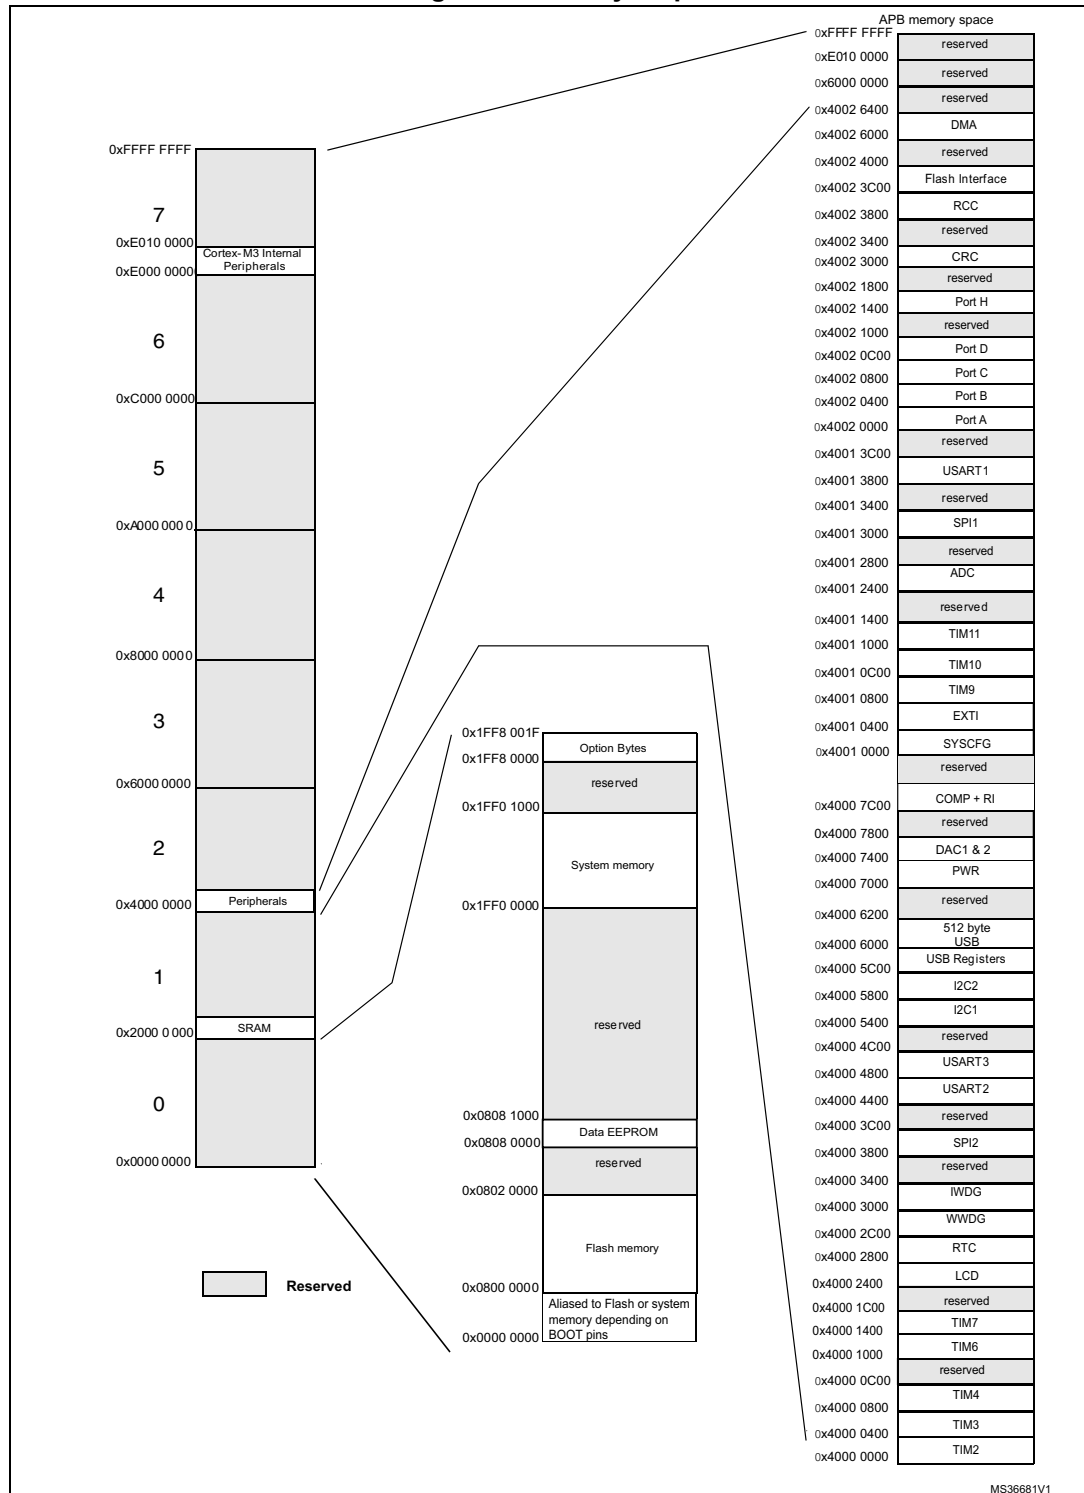 APB memory space
0xFFFF FFFF
reserved
0xE010 0000
reserved
0x6000 0000
reserved
0x4002 6400
DMA
0x4002 6000
reserved
0x4002 4000
Flash Interface
0x4002 3C00
RCC
0x4002 3800
reserved
0x4002 3400
CRC
0x4002 3000
reserved
0x4002 1800
Port H
0x4002 1400
reserved
0x4002 1000
Port D
0x4002 0C00
Port C
0x4002 0800
Port B
0x4002 0400
Port A
0x4002 0000
reserved
0x4001 3C00
USART1
0x4001 3800
reserved
0x4001 3400
SPI1
0x4001 3000
reserved
0x4001 2800
ADC
0x4001 2400
reserved
0x4001 1400
TIM11
0x4001 1000
TIM10
0x4001 0C00
TIM9
0x4001 0800
EXTI
0x4001 0400
SYSCFG
0x4001 0000
reserved
COMP + RI
0x4000 7C00
reserved
0x4000 7800
DAC1 & 2
0x4000 7400
PWR
0x4000 7000
reserved
0x4000 6200
512 byte
USB
0x4000 6000
USB Registers
0x4000 5C00
I2C2
0x4000 5800
I2C1
0x4000 5400
reserved
0x4000 4C00
USART3
0x4000 4800
USART2
0x4000 4400
reserved
0x4000 3C00
SPI2
0x4000 3800
reserved
0x4000 3400
IWDG
0x4000 3000
WWDG
0x4000 2C00
RTC
0x4000 2800
LCD
0x4000 2400
reserved
0x4000 1C00
TIM7
0x4000 1400
TIM6
0x4000 1000
reserved
0x4000 0C00
TIM4
0x4000 0800
TIM3
0x4000 0400
TIM2
0x4000 0000
0xFFFF FFFF
7
0xE010 0000
Cortex-M3 Internal
Peripherals
0xE000 0000
6
0xC000 0000
5
0xA000 0000
4
0x8000 0000
3
0x6000 0000
2
0x4000 0000
Peripherals
1
0x2000 0000
SRAM
0
0x0000 0000
0x1FF8 001F
Option Bytes
0x1FF8 0000
reserved
0x1FF0 1000
System memory
0x1FF0 0000
reserved
0x0808 1000
Data EEPROM
0x0808 0000
reserved
0x0802 0000
Flash memory
0x0800 0000
Aliased to Flash or system
memory depending on
BOOT pins
0x0000 0000
Reserved
MS36681V1